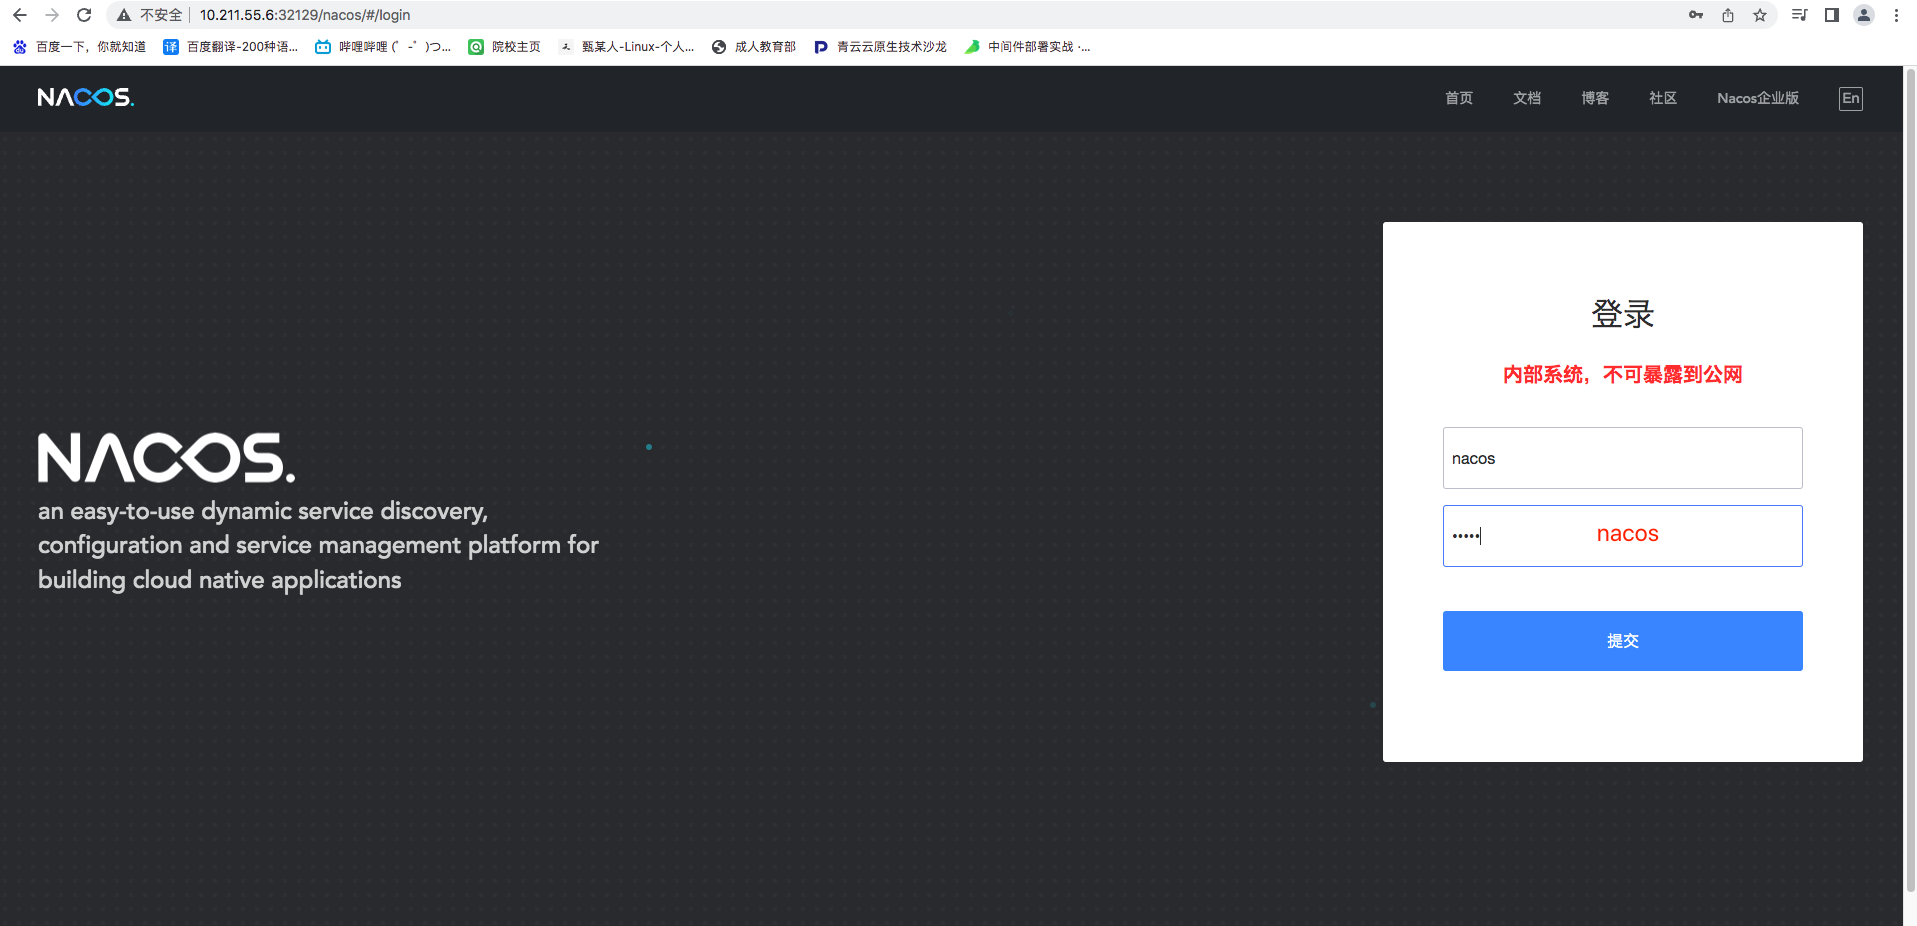 不安全 | 10.211.55.6:32129/nacos/#/login
百度一下，你就知道 百度翻译-200种语... 哔哩哔哩 (゜-゜)つ... 院校主页 甄某人-Linux-个人... 成人教育部 青云云原生技术沙龙 中间件部署实战 ·...
NACOS.
首页 文档 博客 社区 Nacos企业版 En
登录
内部系统，不可暴露到公网
nacos
••••• nacos
提交
NACOS.
an easy-to-use dynamic service discovery,
configuration and service management platform for
building cloud native applications